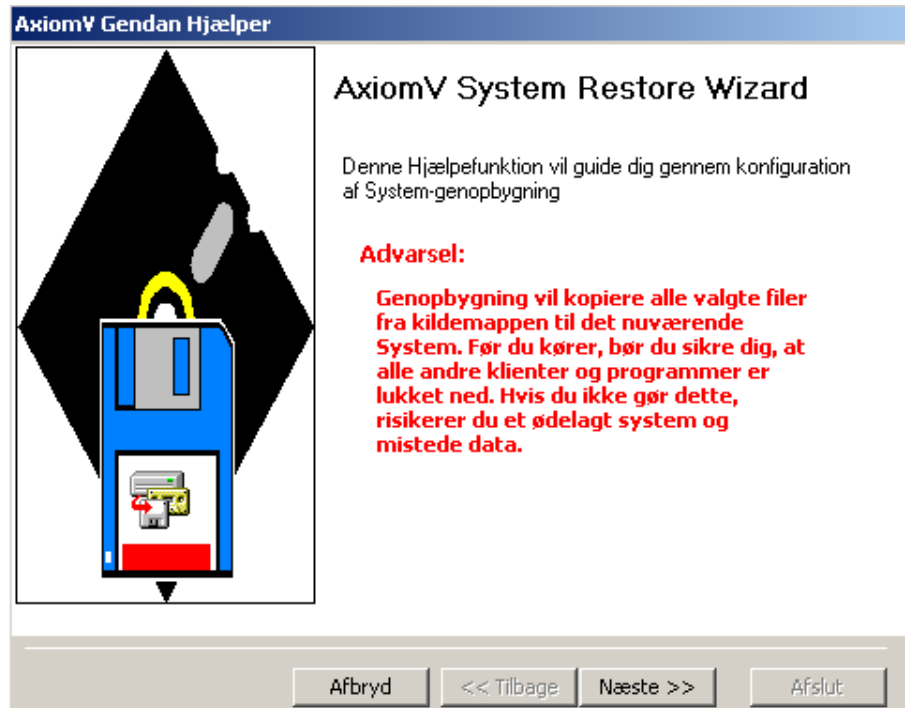 AxiomV Gendan Hjælper
AxiomV System Restore Wizard
Denne Hjælpefunktion vil guide dig gennem konfiguration
af System-genopbygning
Advarsel:
Genopbygning vil kopiere alle valgte filer
fra kildemappen til det nuværende
System. Før du kører, bør du sikre dig, at
alle andre klienter og programmer er
lukket ned. Hvis du ikke gør dette,
risikerer du et ødelagt system og
mistede data.
Afbryd
<< Tilbage
Næste >>
Afslut